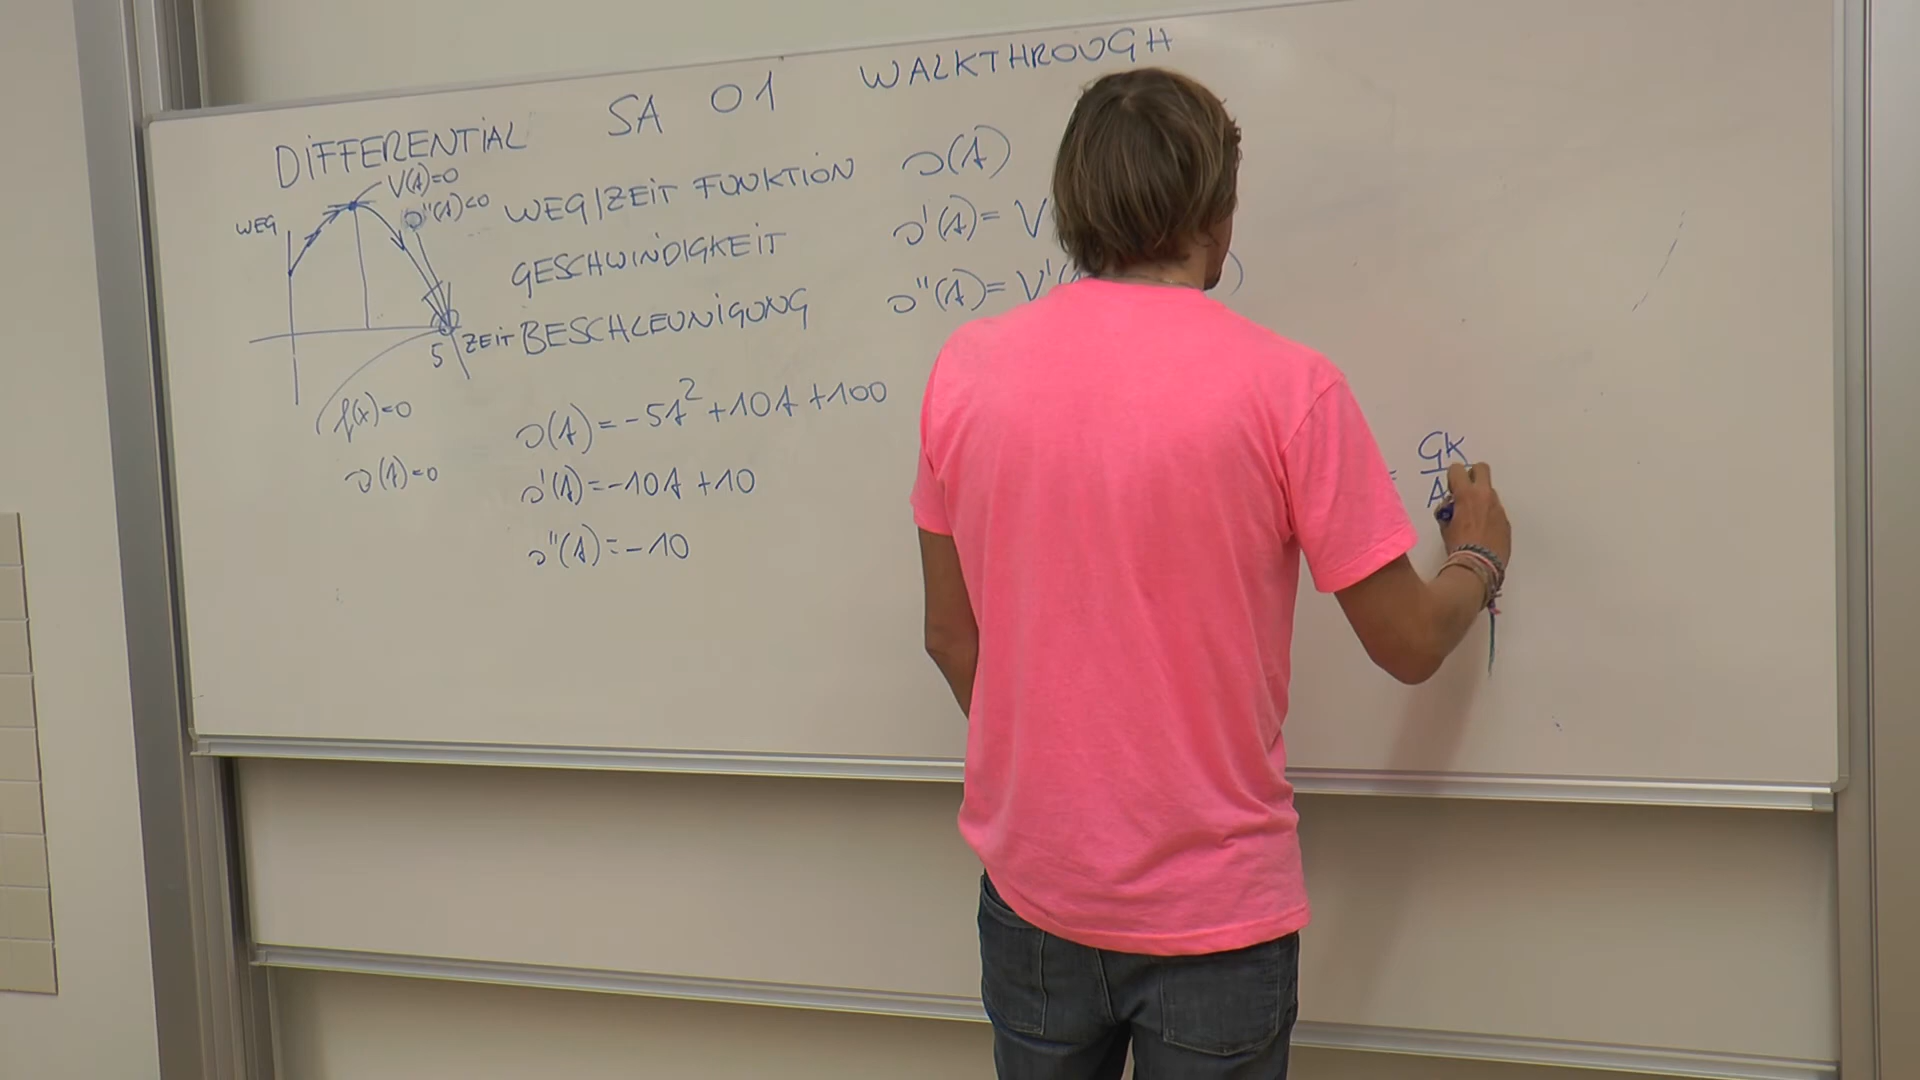 SA 01 WALKTHROUGH
DIFFERENTIAL
V(t)=0
s''(t)<0
WEG
WEG/ZEIT FUNKTION s(t)
GESCHWINDIGKEIT s'(t)= V
BESCHLEUNIGUNG s''(t)= V'(
5 ZEIT
f(x)=0
s(t)=0
s(t)=-5t²+10t+100
s'(t)=-10t+10
s''(t)=-10
= GK
A